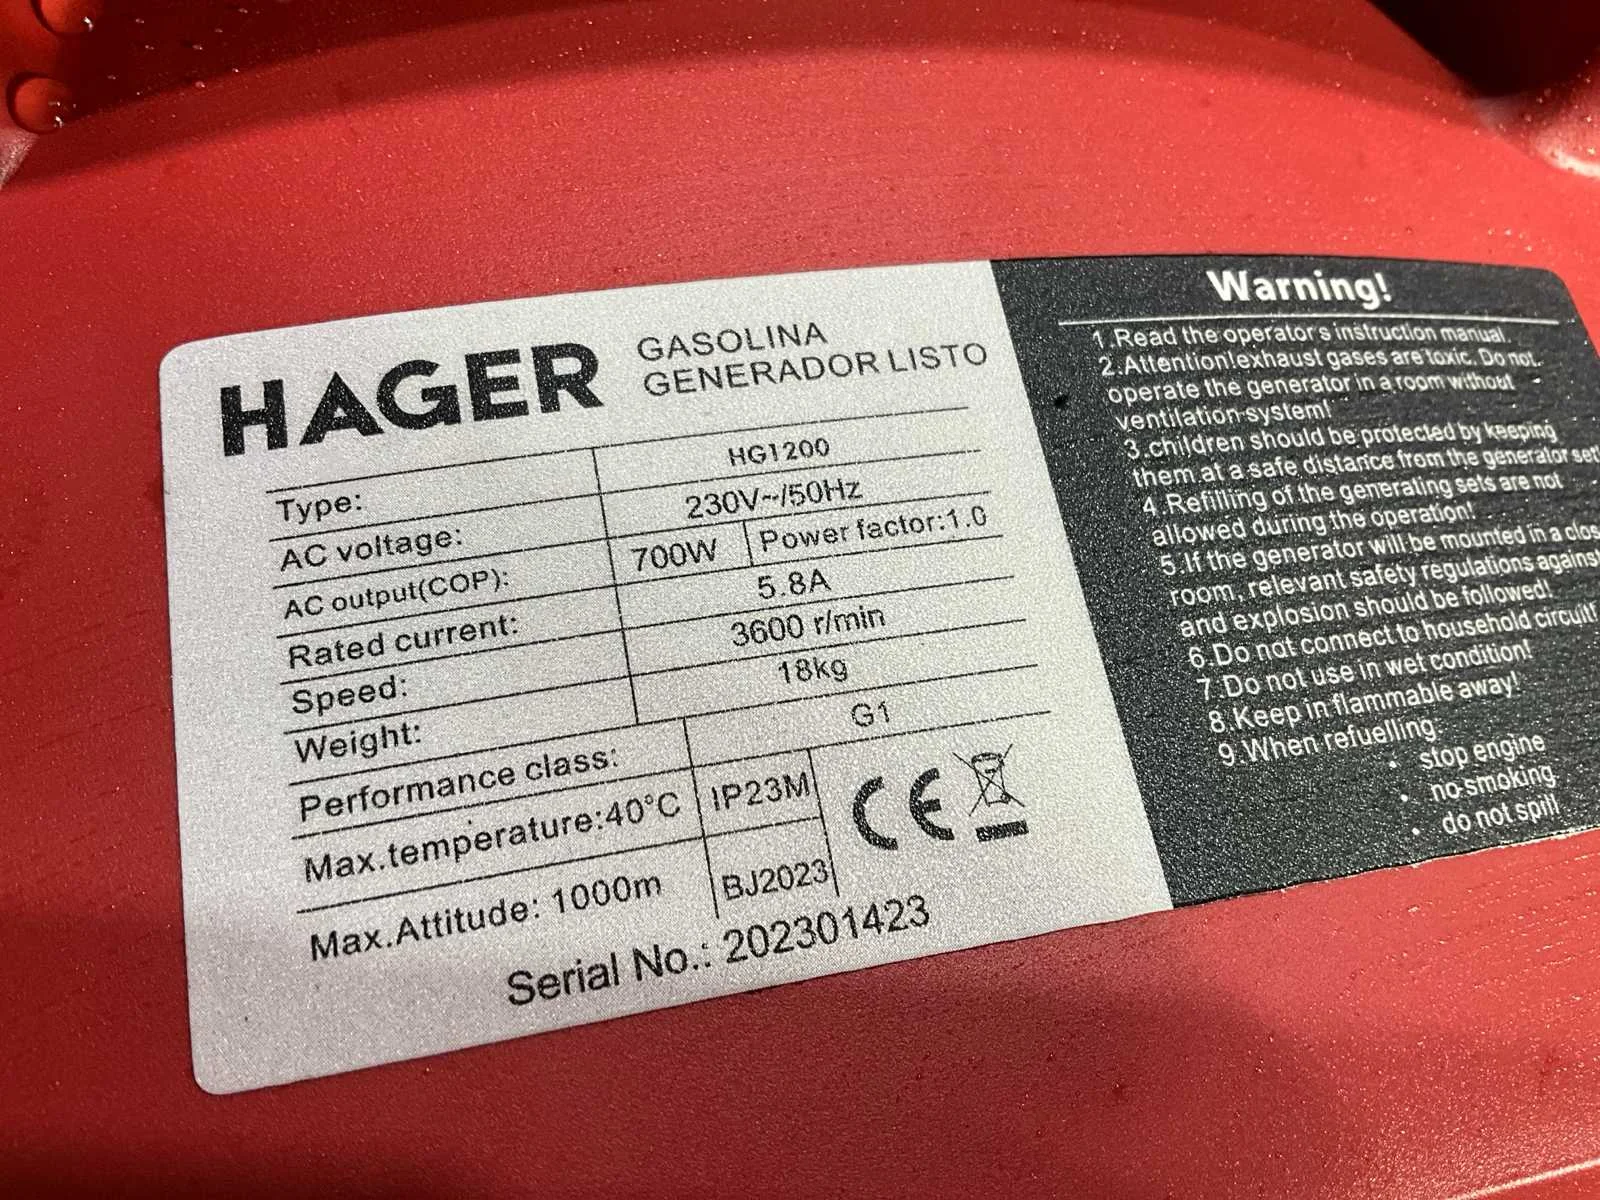 HAGER
GASOLINA
GENERADOR LISTO
Type: HG1200
AC voltage: 230V~/50Hz
AC output(COP): 700W Power factor:1.0
Rated current: 5.8A
Speed: 3600 r/min
Weight: 18kg
Performance class: G1
Max.temperature:40°C IP23M
Max.Attitude: 1000m BJ2023
CE
Serial No.: 202301423
Warning!
1.Read the operator s instruction manual.
2.Attention!exhaust gases are toxic. Do not.
operate the generator in a room without
ventilation-system!
3.children should be protected by keeping
them at a safe distance from the generator set!
4.Refilling of the generating sets are not
allowed during the operation!
5.If the generator will be mounted in a clos
room, relevant safety regulations against
and explosion should be followed!
6.Do not connect to household circuit!
7.Do not use in wet condition!
8.Keep in flammable away!
9.When refuelling:
• stop engine
• no-smoking
• do not spill